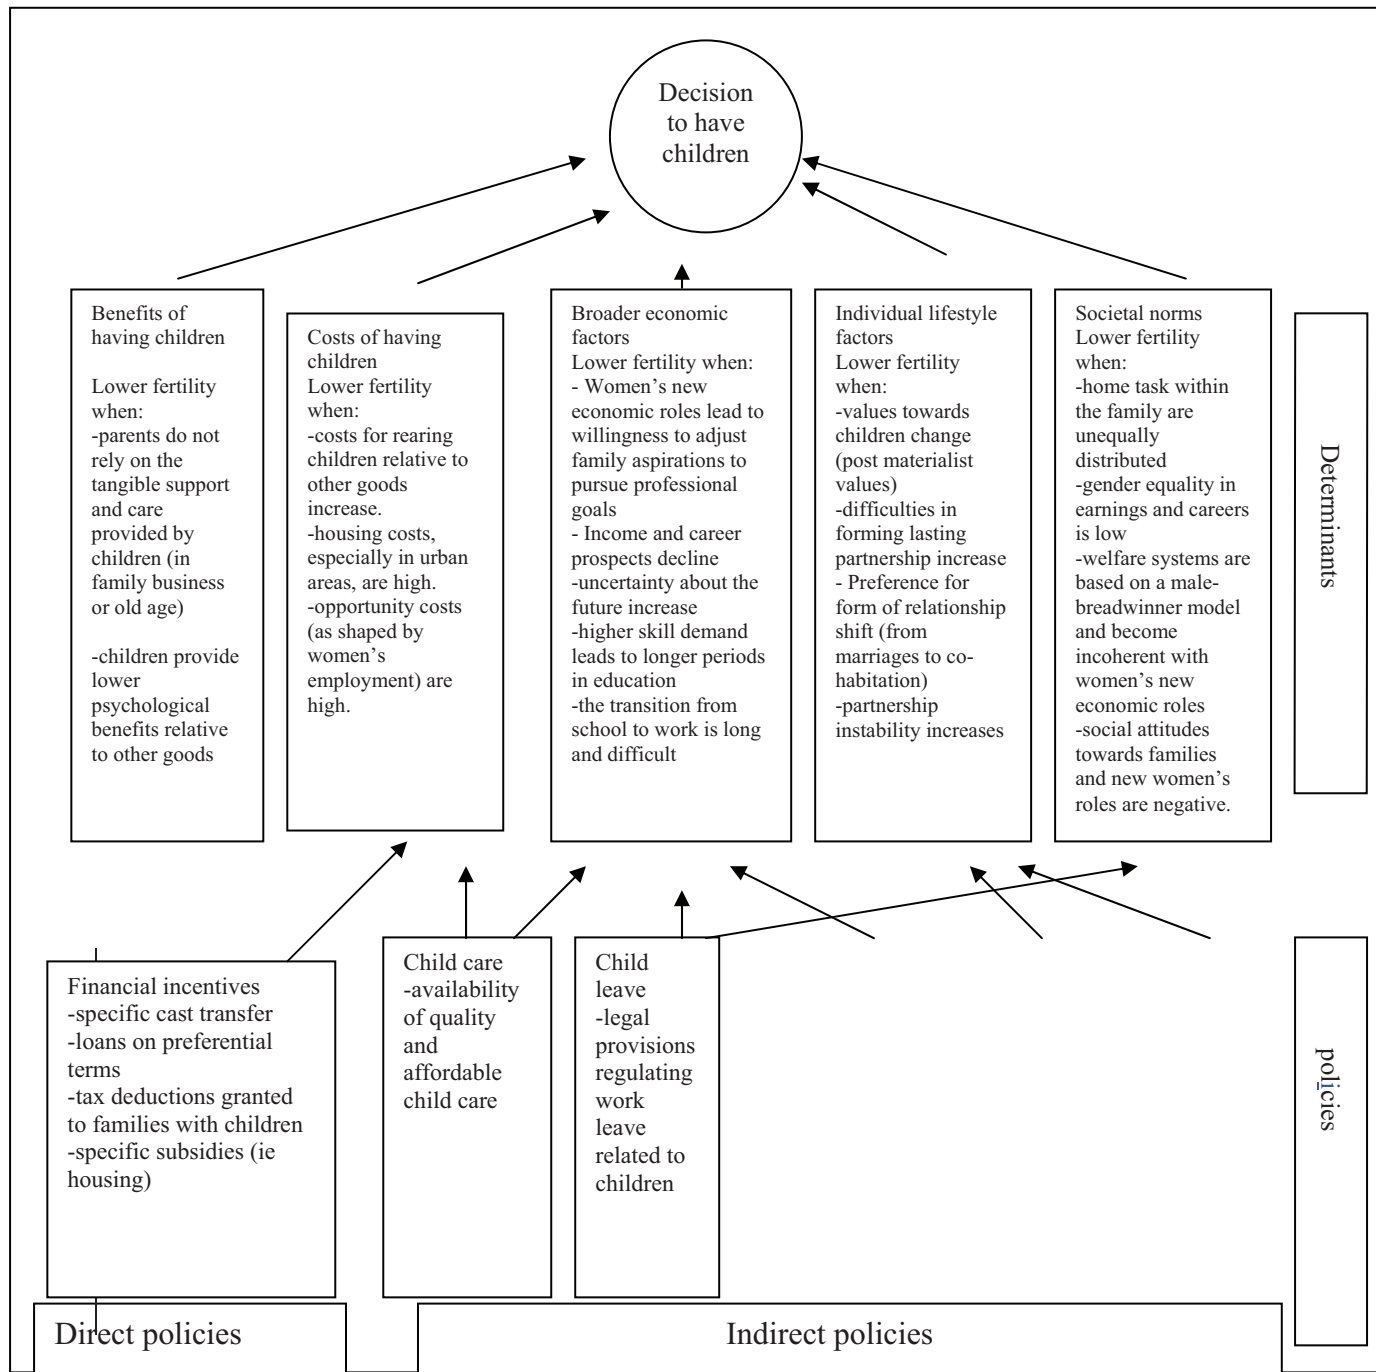 Decision
to have
children
Benefits of
having children
Lower fertility
when:
-parents do not
rely on the
tangible support
and care
provided by
children (in
family business
or old age)
-children provide
lower
psychological
benefits relative
to other goods
Costs of having
children
Lower fertility
when:
-costs for rearing
children relative to
other goods
increase.
-housing costs,
especially in urban
areas, are high.
-opportunity costs
(as shaped by
women's
employment) are
high.
Broader economic
factors
Lower fertility when:
- Women's new
economic roles lead to
willingness to adjust
family aspirations to
pursue professional
goals
- Income and career
prospects decline
-uncertainty about the
future increase
-higher skill demand
leads to longer periods
in education
-the transition from
school to work is long
and difficult
Individual lifestyle
factors
Lower fertility
when:
-values towards
children change
(post materialist
values)
-difficulties in
forming lasting
partnership increase
- Preference for
form of relationship
shift (from
marriages to co-
habitation)
-partnership
instability increases
Societal norms
Lower fertility
when:
-home task within
the family are
unequally
distributed
-gender equality in
earnings and careers
is low
-welfare systems are
based on a male-
breadwinner model
and become
incoherent with
women's new
economic roles
-social attitudes
towards families
and new women's
roles are negative.
Determinants
Financial incentives
-specific cast transfer
-loans on preferential
terms
-tax deductions granted
to families with children
-specific subsidies (ie
housing)
Child care
-availability
of quality
and
affordable
child care
Child
leave
-legal
provisions
regulating
work
leave
related to
children
policies
Direct policies
Indirect policies